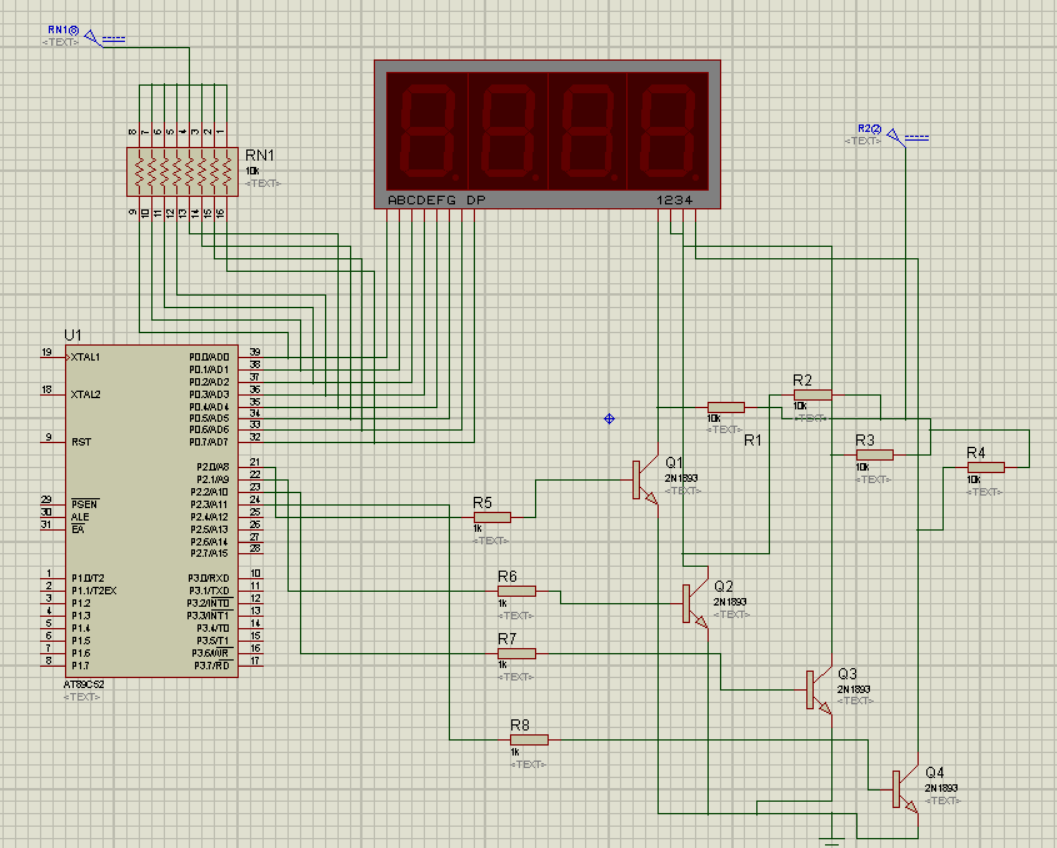 RN1(8)
<TEXT>
8 7 6 5 4 3 2 1
RN1
10k
<TEXT>
9 10 11 12 13 14 15 16
ABCDEFG DP
1234
R2(2)
<TEXT>
U1
19 XTAL1
18 XTAL2
9 RST
29 PSEN
30 ALE
31 EA
1 P1.0/T2
2 P1.1/T2EX
3 P1.2
4 P1.3
5 P1.4
6 P1.5
7 P1.6
8 P1.7
P0.0/AD0 39
P0.1/AD1 38
P0.2/AD2 37
P0.3/AD3 36
P0.4/AD4 35
P0.5/AD5 34
P0.6/AD6 33
P0.7/AD7 32
P2.0/A8 21
P2.1/A9 22
P2.2/A10 23
P2.3/A11 24
P2.4/A12 25
P2.5/A13 26
P2.6/A14 27
P2.7/A15 28
P3.0/RXD 10
P3.1/TXD 11
P3.2/INT0 12
P3.3/INT1 13
P3.4/T0 14
P3.5/T1 15
P3.6/WR 16
P3.7/RD 17
AT89C52
<TEXT>
R2
10k
<TEXT>
10k
<TEXT>
R1
R3
10k
<TEXT>
R4
10k
<TEXT>
Q1
2N1893
<TEXT>
R5
1k
<TEXT>
R6
1k
<TEXT>
Q2
2N1893
<TEXT>
R7
1k
<TEXT>
Q3
2N1893
<TEXT>
R8
1k
<TEXT>
Q4
2N1893
<TEXT>